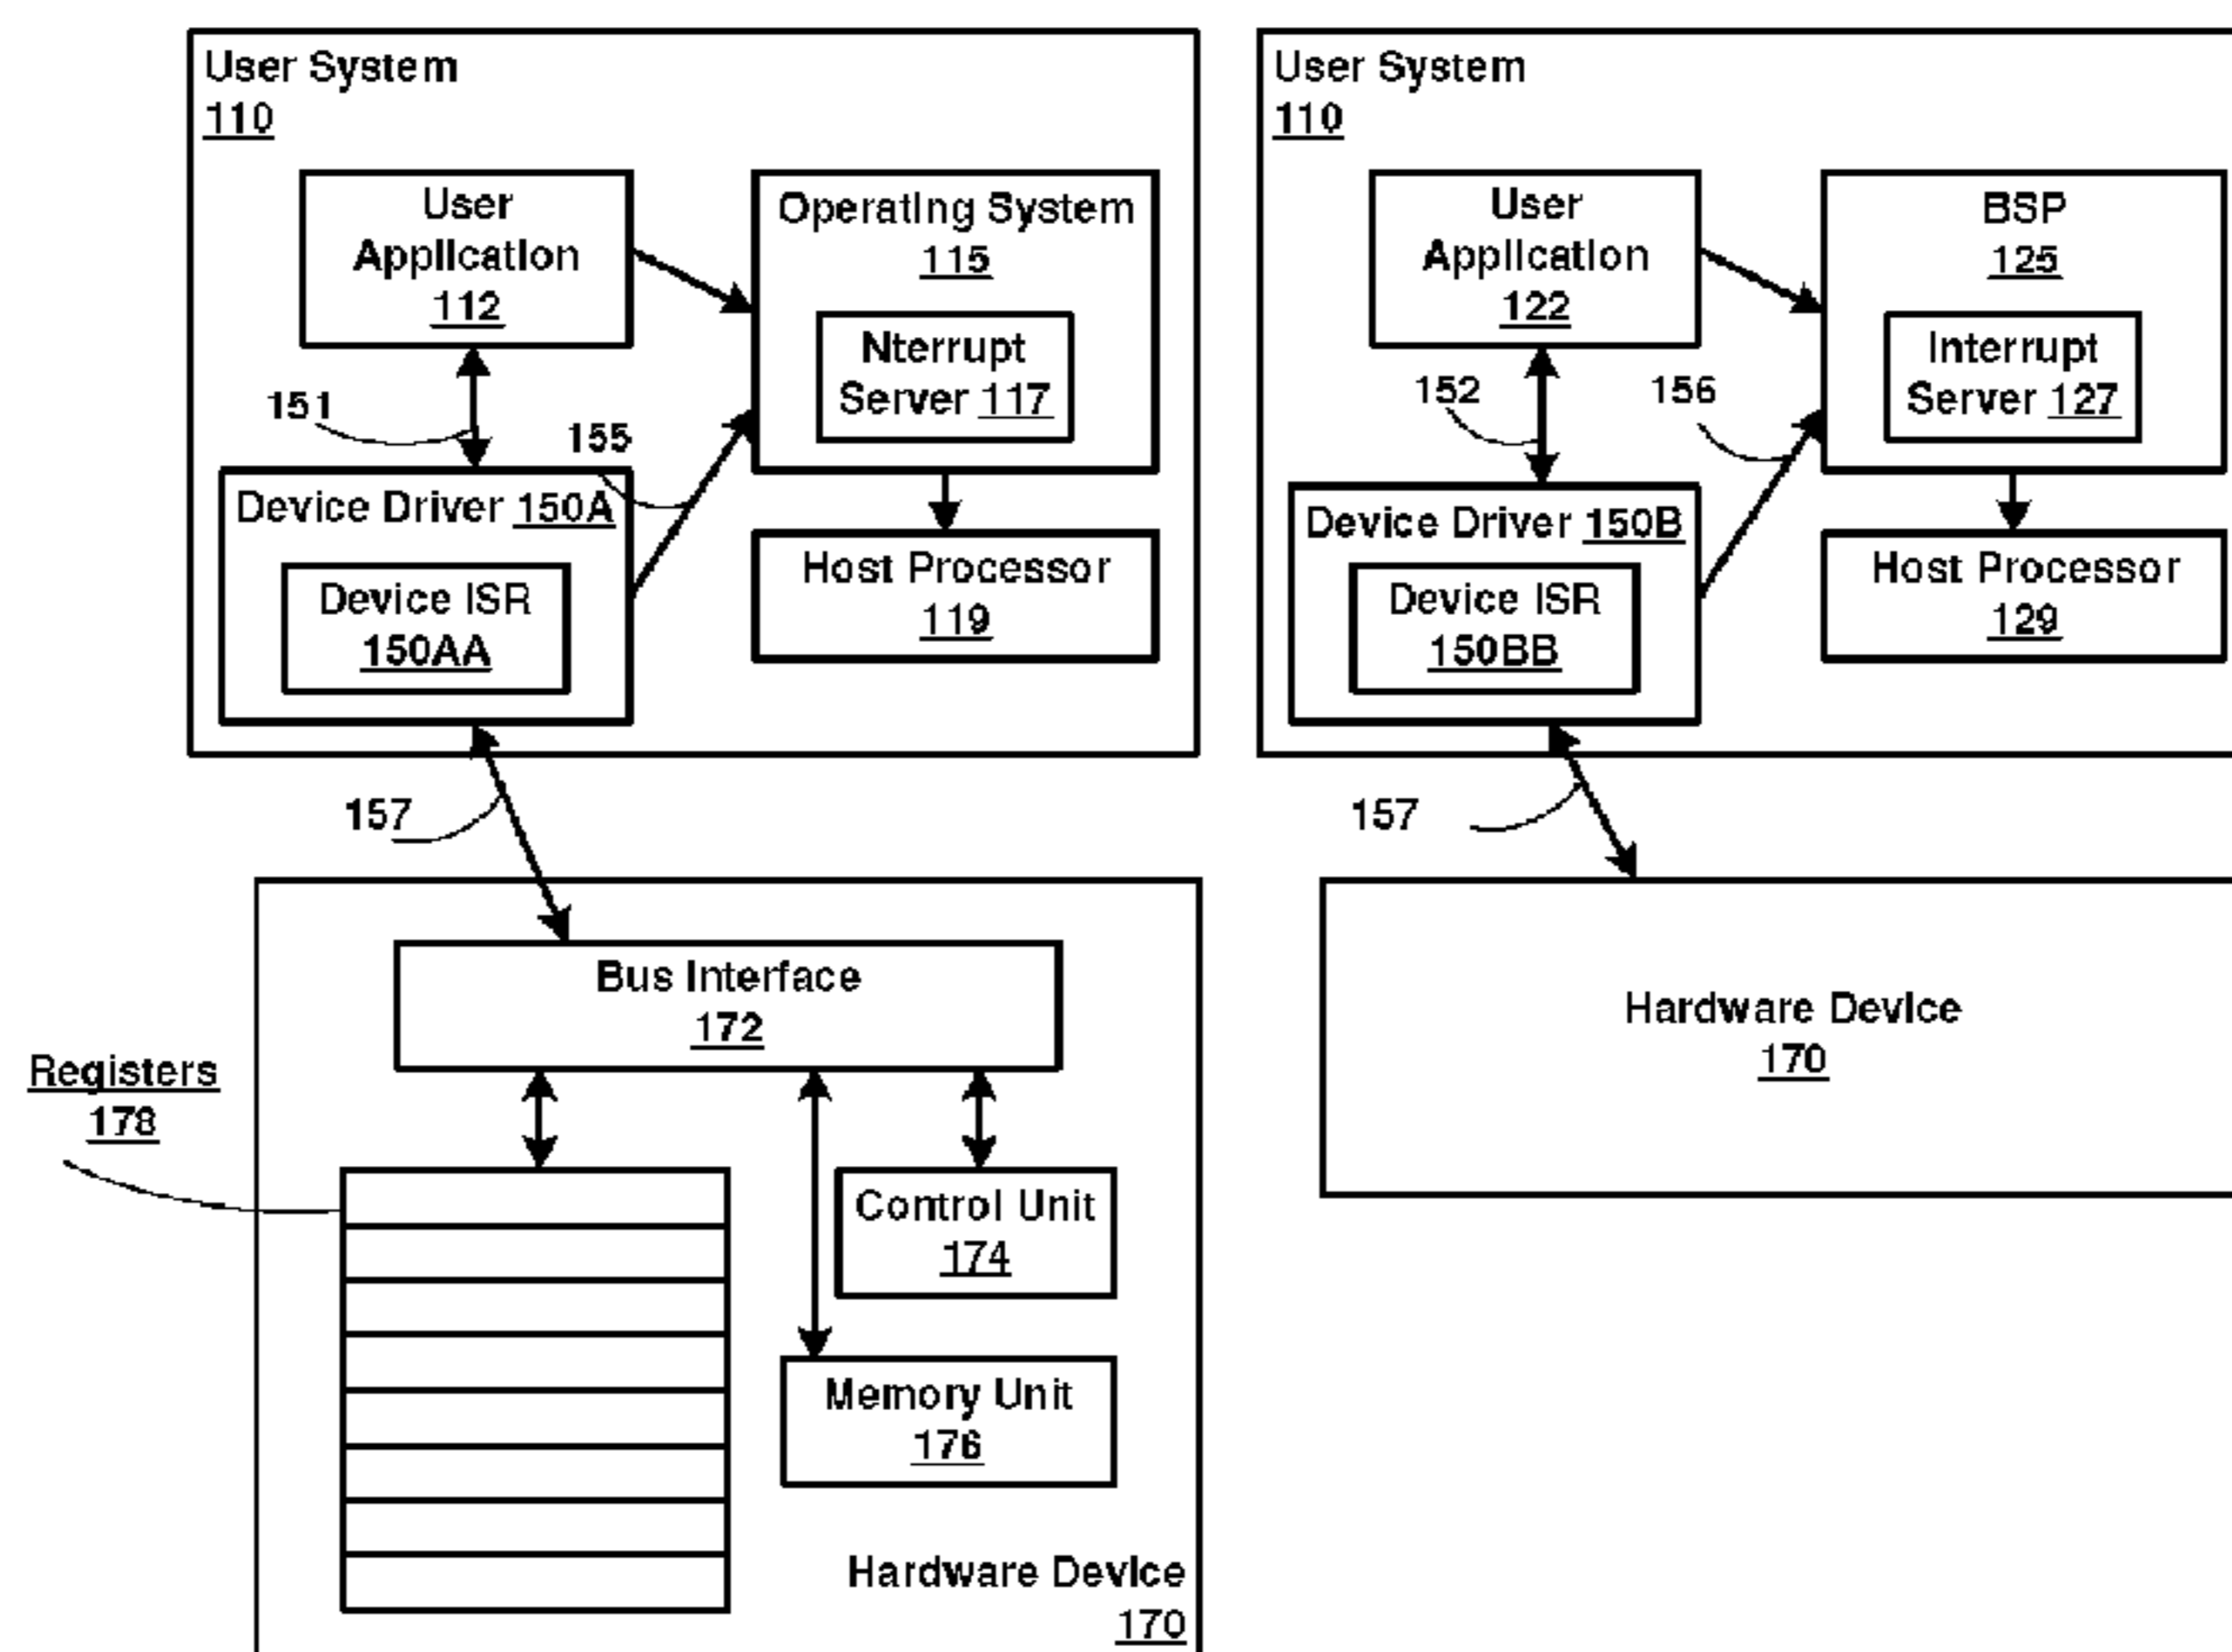 User System
110
User
Application
112
Operating System
115
Nterrupt
Server 117
151
155
Device Driver 150A
Device ISR
150AA
Host Processor
119
157
Bus Interface
172
Registers
178
Control Unit
174
Memory Unit
176
Hardware Device
170
User System
110
User
Application
122
BSP
125
Interrupt
Server 127
152
156
Device Driver 150B
Device ISR
150BB
Host Processor
129
157
Hardware Device
170